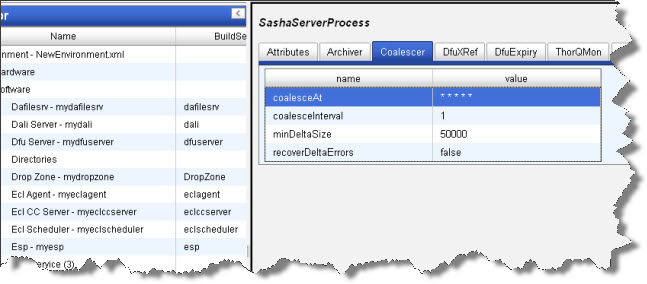 or
Name BuildSe
nment - NewEnvironment.xml
ardware
oftware
Dafilesrv - mydafilesrv dafilesrv
Dali Server - mydali dali
Dfu Server - mydfuserver dfuserver
Directories
Drop Zone - mydropzone DropZone
Ecl Agent - myeclagent eclagent
Ecl CC Server - myeclccserver eclccserver
Ecl Scheduler - myeclscheduler eclscheduler
Esp - myesp esp
ervice (3)
SashaServerProcess
Attributes Archiver Coalescer DfuXRef DfuExpiry ThorQMon
name value
coalesceAt * * * * *
coalesceInterval 1
minDeltaSize 50000
recoverDeltaErrors false